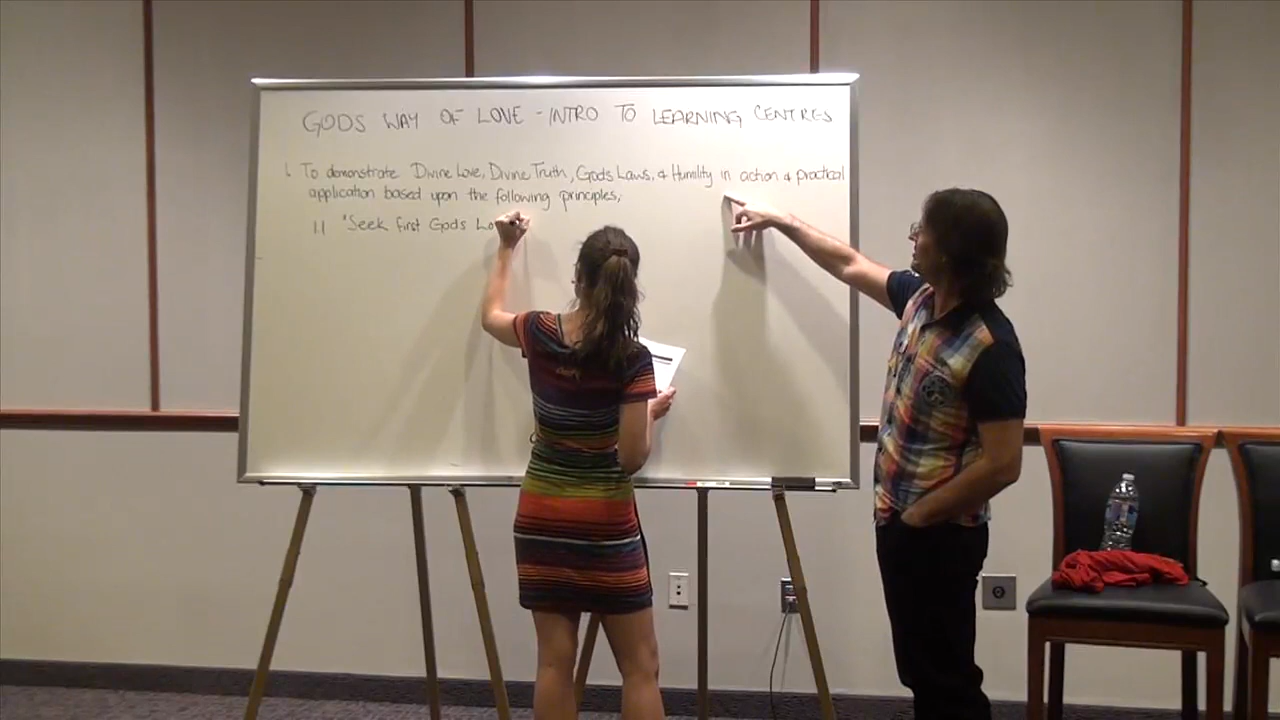 GODS WAY OF LOVE - INTRO TO LEARNING CENTRES
1. To demonstrate Divine Love, Divine Truth, Gods Laws, & Humility in action & practical
application based upon the following principles;
1.1 "Seek first Gods Lo